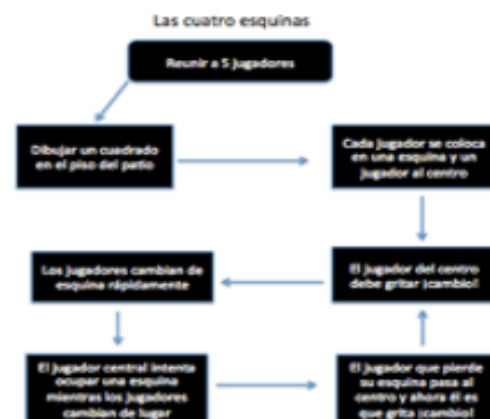 Las cuatro esquinas
Reunir a 5 jugadores
Dibujar un cuadrado
en el piso del patio
Cada jugador se coloca
en una esquina y un
jugador al centro
El jugador del centro
debe gritar ¡cambio!
Los jugadores cambian de
esquina rápidamente
El jugador central intenta
ocupar una esquina
mientras los jugadores
cambian de lugar
El jugador que pierde
su esquina pasa al
centro y ahora él es
que grita ¡cambio!